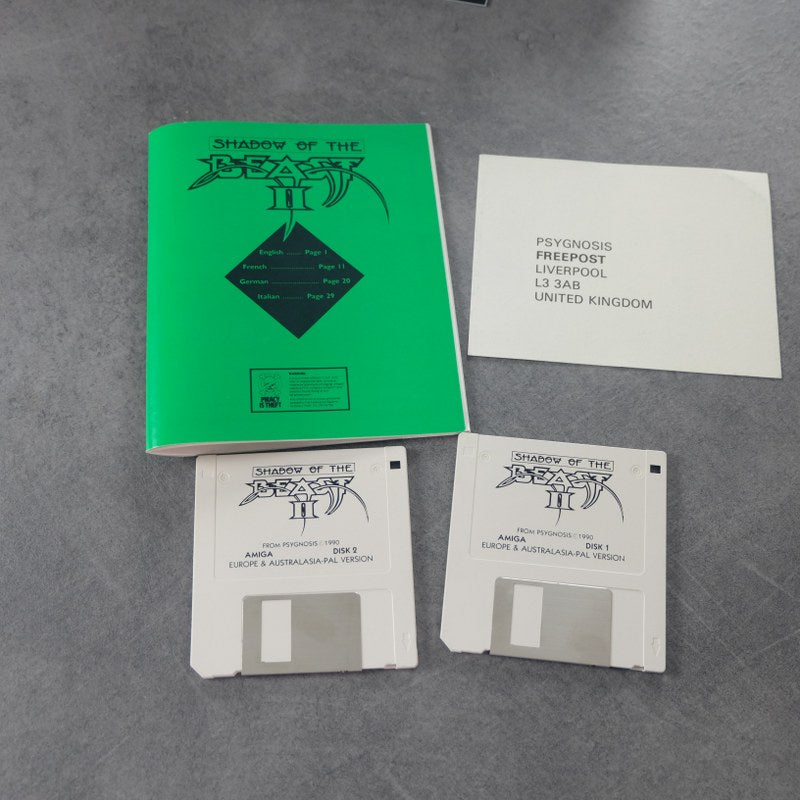 SHADOW OF THE
BEAST
II
English ....... Page 1
French ...................... Page 11
German .......................... Page 20
Italian .......... Page 29
PIRACY
IS THEFT
PSYGNOSIS
FREEPOST
LIVERPOOL
L3 3AB
UNITED KINGDOM
SHADOW OF THE
BEAST
II
FROM PSYGNOSIS © 1990
AMIGA DISK 2
EUROPE & AUSTRALASIA-PAL VERSION
SHADOW OF THE
BEAST
II
FROM PSYGNOSIS © 1990
AMIGA DISK 1
EUROPE & AUSTRALASIA-PAL VERSION